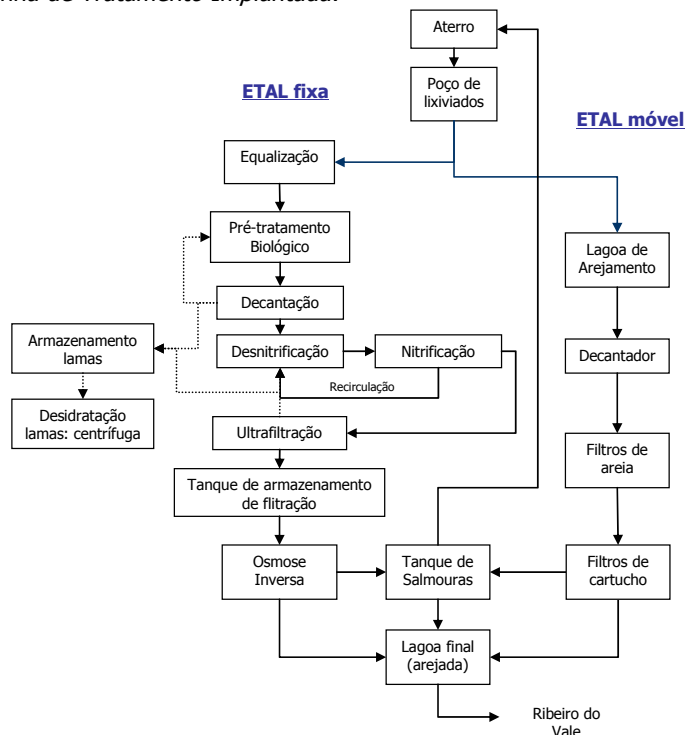 Tratamento Implantada.
Aterro
Poço de
lixiviados
ETAL fixa
ETAL móvel
Equalização
Pré-tratamento
Biológico
Lagoa de
Arejamento
Decantação
Armazenamento
lamas
Desnitrificação
Nitrificação
Decantador
Recirculação
Desidratação
lamas: centrífuga
Ultrafiltração
Filtros de
areia
Tanque de armazenamento
de flitração
Osmose
Inversa
Tanque de
Salmouras
Filtros de
cartucho
Lagoa final
(arejada)
Ribeiro do
Vale